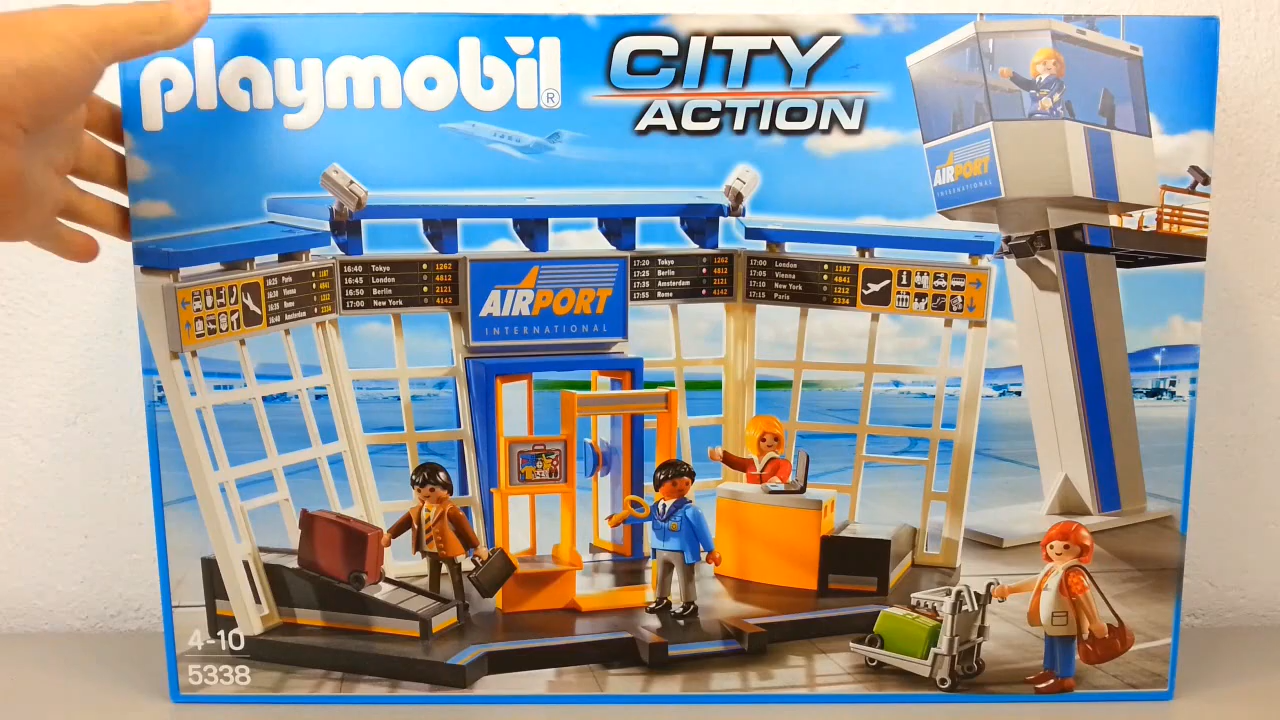 playmobil®
CITY
ACTION
AIRPORT
INTERNATIONAL
16:25 Paris 1187
16:30 Vienna 4841
16:35 Rome 1212
16:40 Amsterdam 2334
16:40 Tokyo 1262
16:45 London 4812
16:50 Berlin 2121
17:00 New York 4142
AIRPORT
INTERNATIONAL
17:20 Tokyo 1262
17:25 Berlin 4812
17:35 Amsterdam 2121
17:55 Rome 4142
17:00 London 1187
17:05 Vienna 4841
17:10 New York 1212
17:15 Paris 2334
4-10
5338